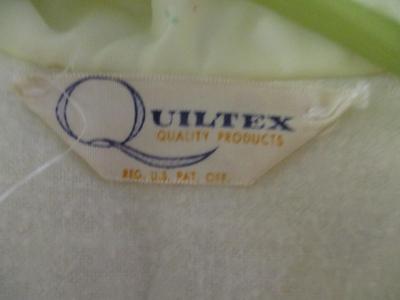 QUILTEX
QUALITY PRODUCTS
REG. U.S. PAT. OFF.